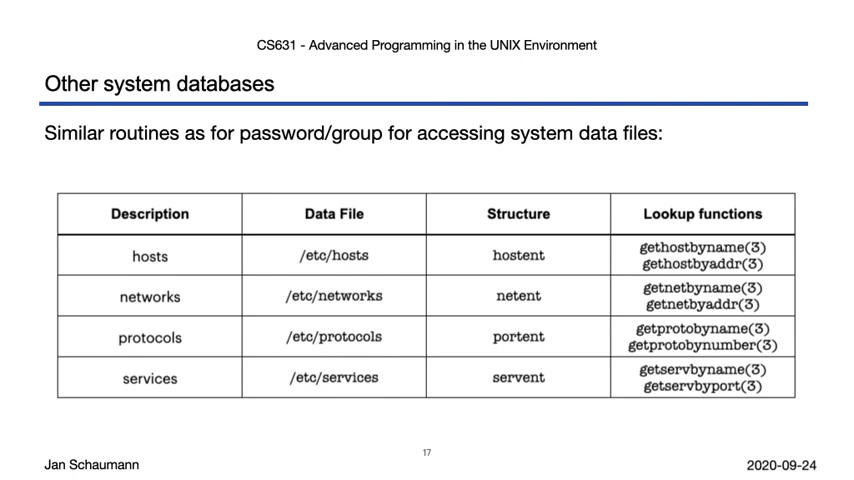 CS631 - Advanced Programming in the UNIX Environment
Other system databases
Similar routines as for password/group for accessing system data files:
Description Data File Structure Lookup functions
hosts /etc/hosts hostent gethostbyname(3)
gethostbyaddr(3)
networks /etc/networks netent getnetbyname(3)
getnetbyaddr(3)
protocols /etc/protocols portent getprotobyname(3)
getprotobynumber(3)
services /etc/services servent getservbyname(3)
getservbyport(3)
Jan Schaumann
17
2020-09-24